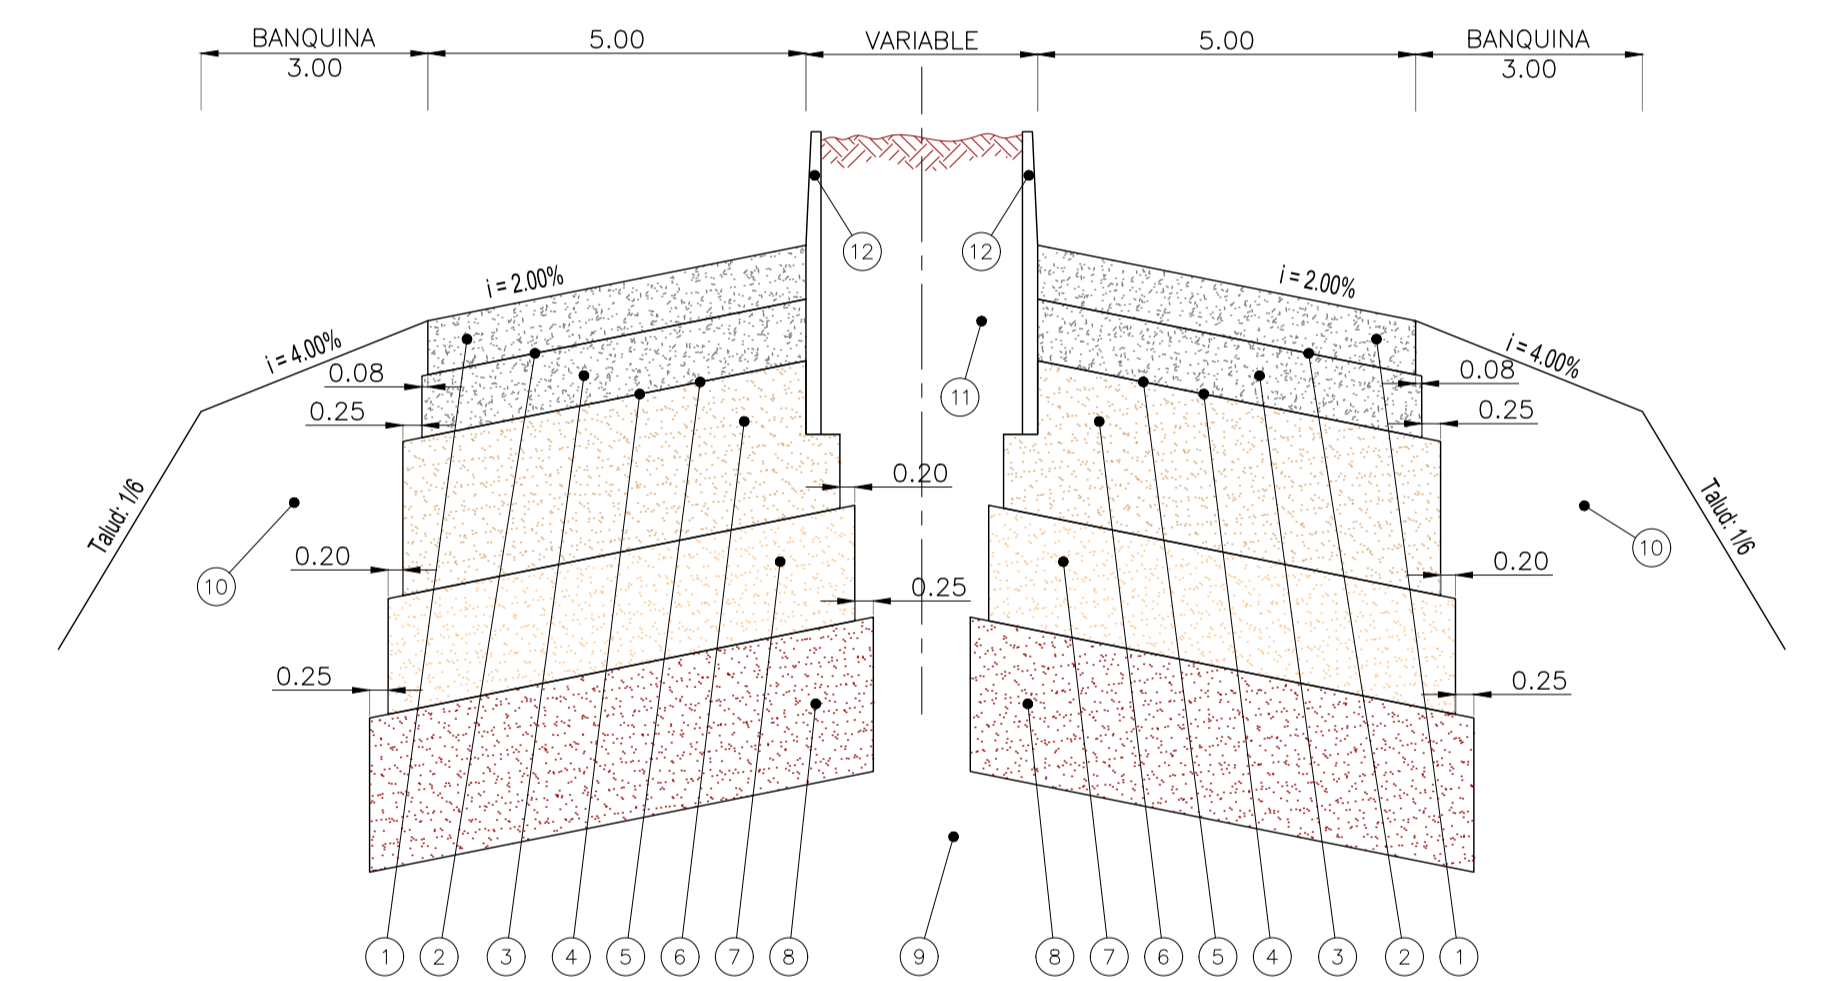 BANQUINA 5.00 VARIABLE 5.00 BANQUINA
3.00 3.00
12 12
i = 2.00% i = 2.00%
i = 4.00% i = 4.00%
0.08 0.08
11
0.25 0.25
0.20
Talud: 1/6 Talud: 1/6
10 10
0.20 0.20
0.25
0.25 0.25
1 2 3 4 5 6 7 8 9 8 7 6 5 4 3 2 1